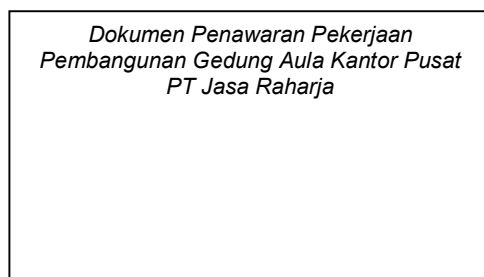 Dokumen Penawaran Pekerjaan
Pembangunan Gedung Aula Kantor Pusat
PT Jasa Raharja